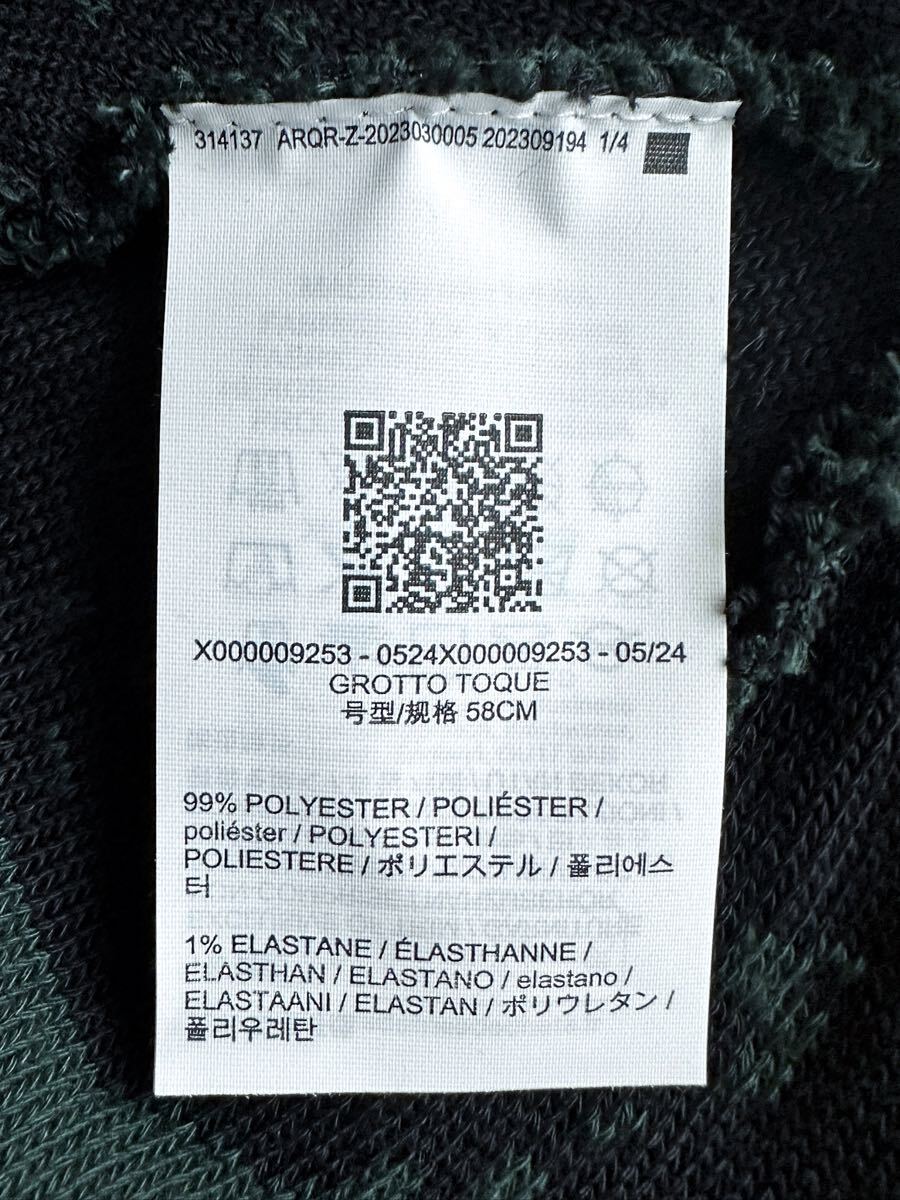 314137 ARQR-Z-2023030005 202309194 1/4
X000009253 - 0524X000009253 - 05/24
GROTTO TOQUE
号型/规格 58CM
99% POLYESTER / POLIÉSTER /
poliéster / POLYESTERI /
POLIESTERE / ポリエステル / 폴리에스
터
1% ELASTANE / ÉLASTHANNE /
ELASTHAN / ELASTANO / elastano /
ELASTAANI / ELASTAN / ポリウレタン /
폴리우레탄